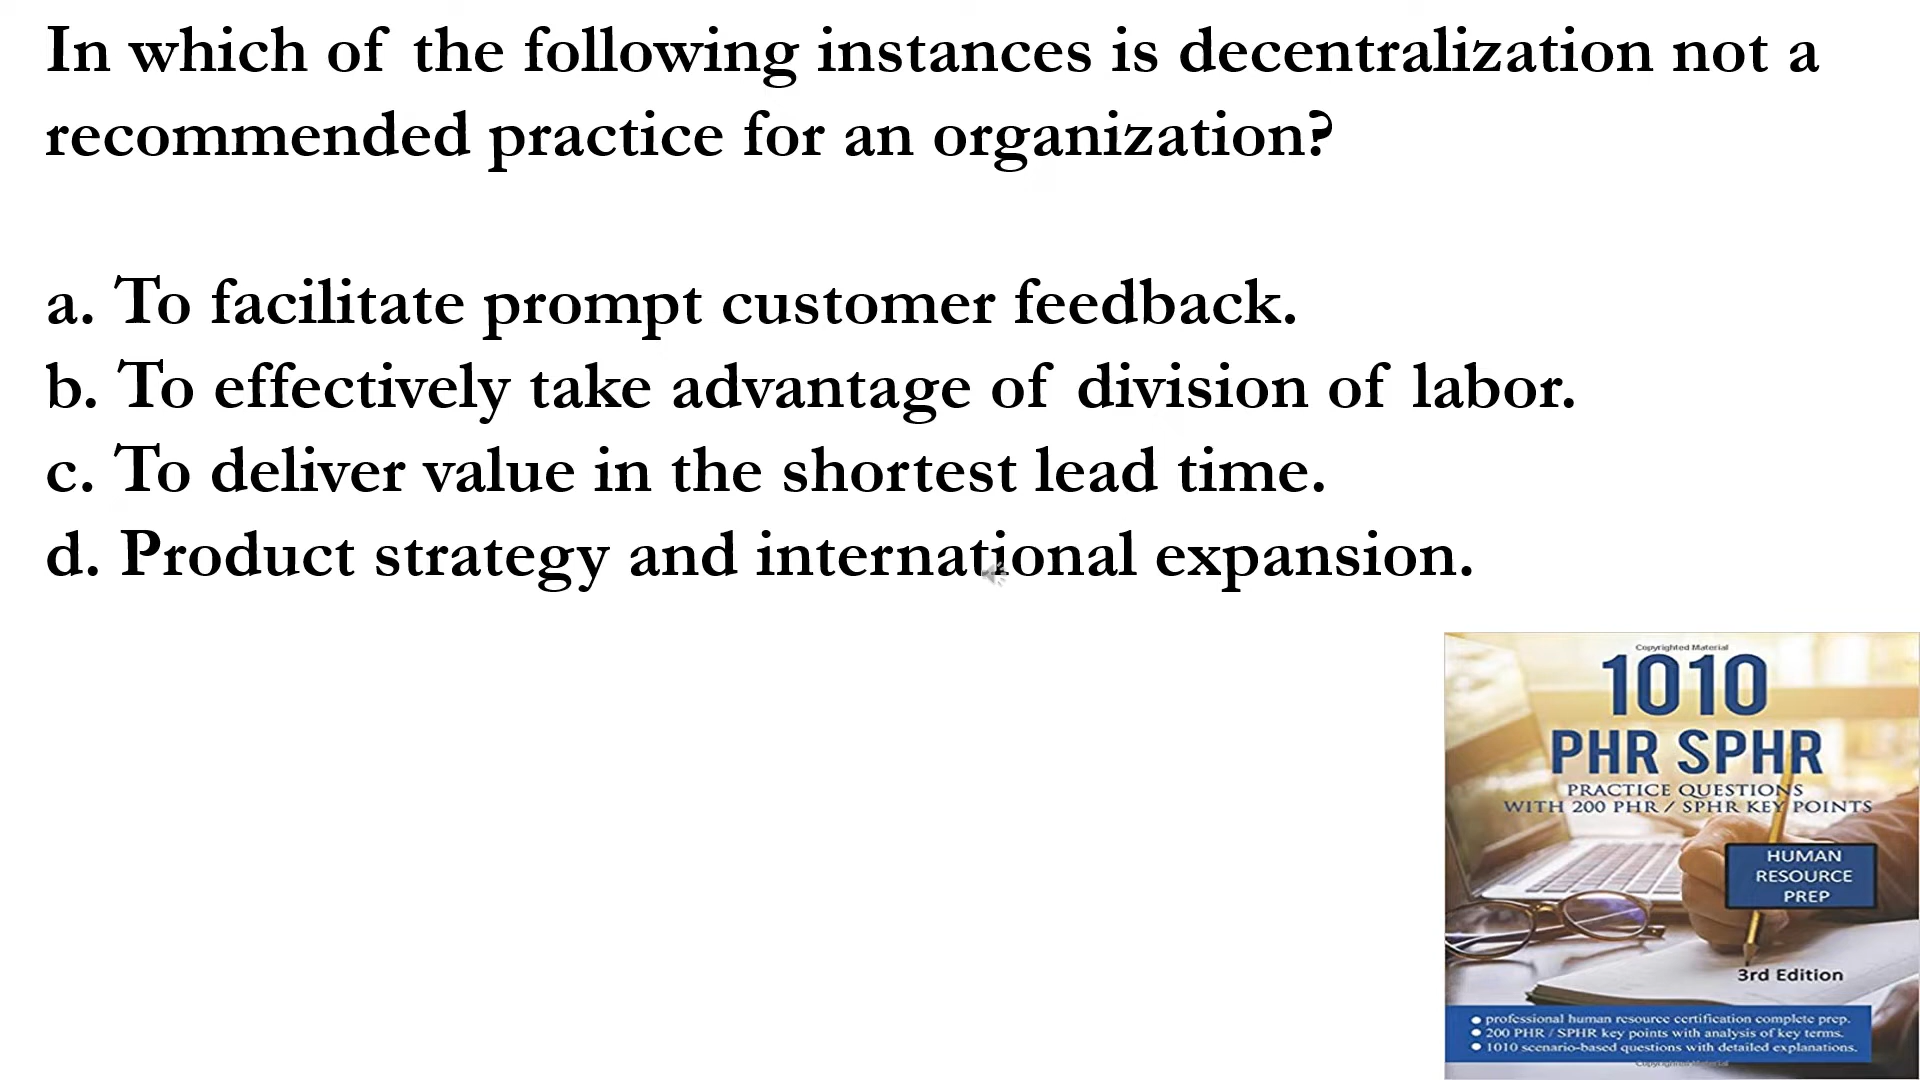 In which of the following instances is decentralization not a
recommended practice for an organization?
a. To facilitate prompt customer feedback.
b. To effectively take advantage of division of labor.
c. To deliver value in the shortest lead time.
d. Product strategy and international expansion.
Copyrighted Material
1010
PHR SPHR
PRACTICE QUESTIONS
WITH 200 PHR / SPHR KEY POINTS
HUMAN
RESOURCE
PREP
3rd Edition
● professional human resource certification complete prep.
● 200 PHR / SPHR key points with analysis of key terms.
● 1010 scenario-based questions with detailed explanations.
Copyrighted Material